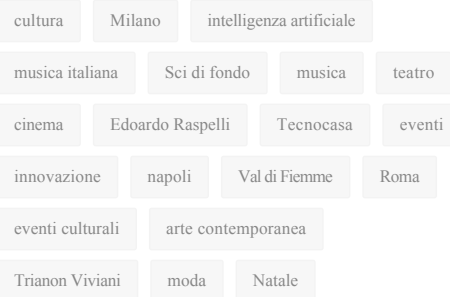 cultura Milano intelligenza artificiale
musica italiana Sci di fondo musica teatro
cinema Edoardo Raspelli Tecnocasa eventi
innovazione napoli Val di Fiemme Roma
eventi culturali arte contemporanea
Trianon Viviani moda Natale